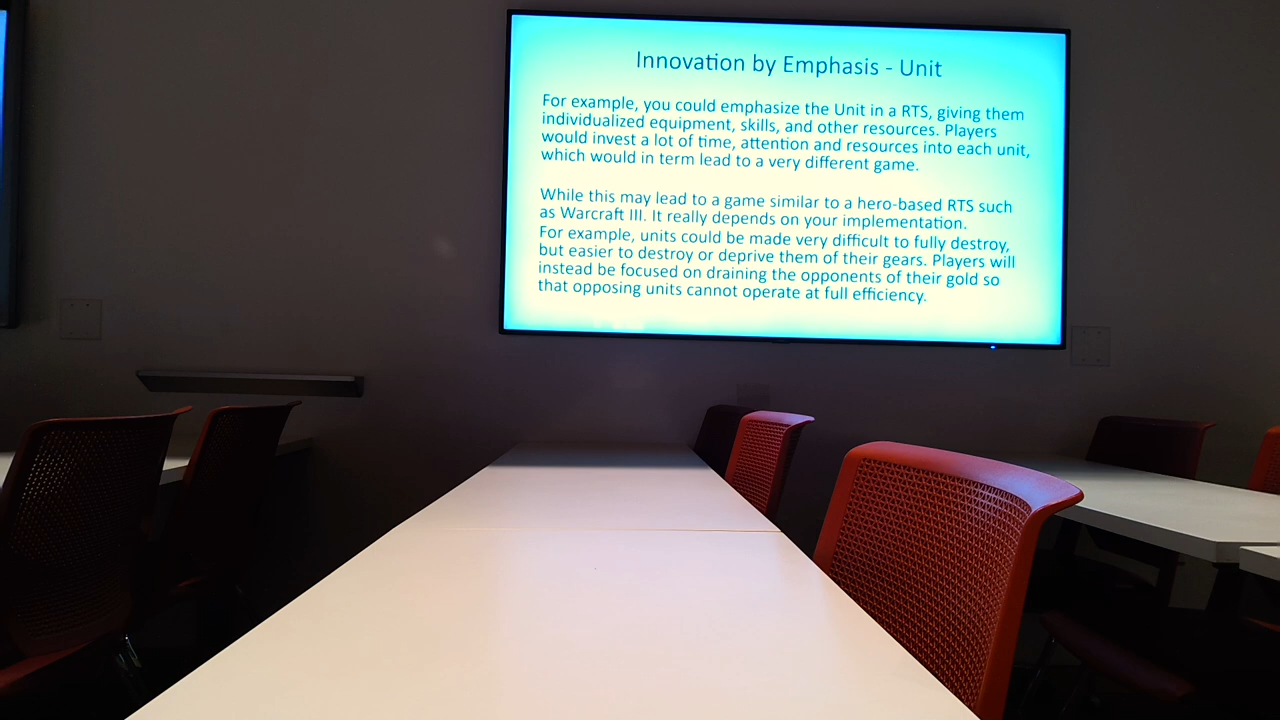 Innovation by Emphasis - Unit
For example, you could emphasize the Unit in a RTS, giving them
individualized equipment, skills, and other resources. Players
would invest a lot of time, attention and resources into each unit,
which would in term lead to a very different game.
While this may lead to a game similar to a hero-based RTS such
as Warcraft III. It really depends on your implementation.
For example, units could be made very difficult to fully destroy,
but easier to destroy or deprive them of their gears. Players will
instead be focused on draining the opponents of their gold so
that opposing units cannot operate at full efficiency.